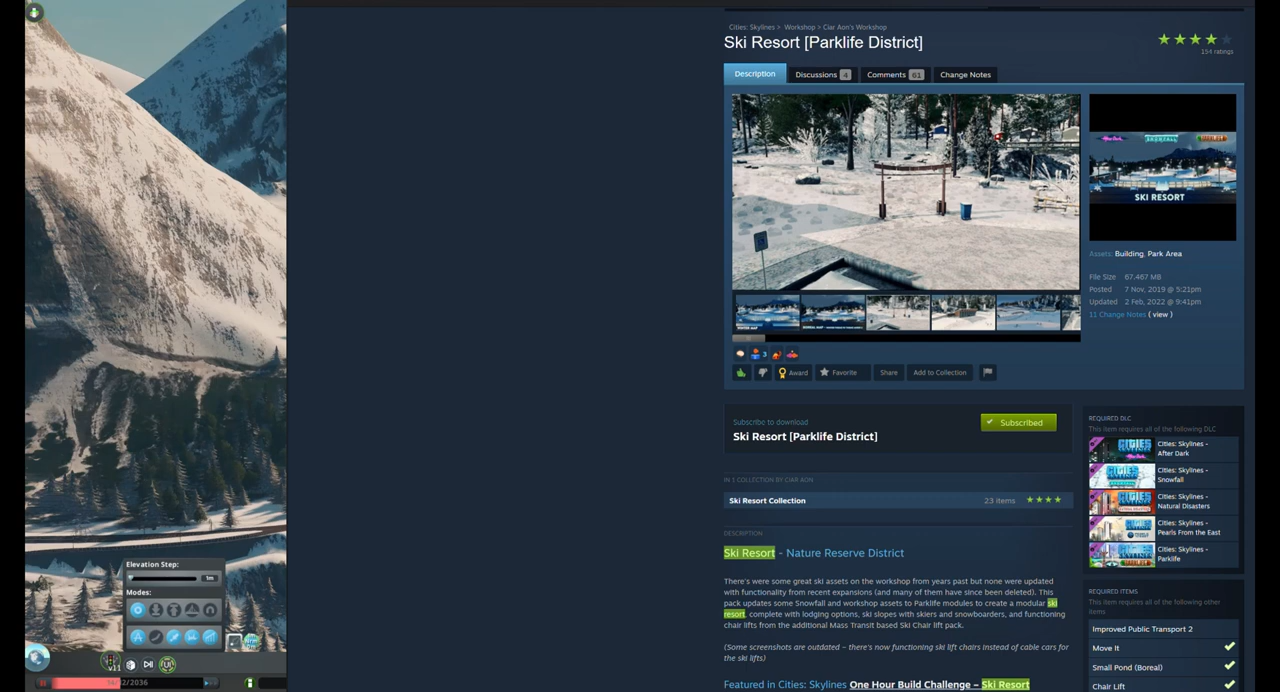 Cities: Skylines > Workshop > Ciar Aon's Workshop
Ski Resort [Parklife District]
154 ratings
Description
Discussions 4
Comments 61
Change Notes
SKI RESORT
Assets: Building, Park Area
File Size 67.467 MB
Posted 7 Nov, 2019 @ 5:21pm
Updated 2 Feb, 2022 @ 9:41pm
11 Change Notes ( view )
3
Award
Favorite
Share
Add to Collection
Subscribe to download
Ski Resort [Parklife District]
Subscribed
IN 1 COLLECTION BY CIAR AON
Ski Resort Collection 23 items
DESCRIPTION
Ski Resort - Nature Reserve District
There's were some great ski assets on the workshop from years past but none were updated
with functionality from recent expansions (and many of them have since been deleted). This
pack updates some Snowfall and workshop assets to Parklife modules to create a modular ski
resort, complete with lodging options, ski slopes with skiers and snowboarders, and functioning
chair lifts from the additional Mass Transit based Ski Chair lift pack.
(Some screenshots are outdated – there's now functioning ski lift chairs instead of cable cars for
the ski lifts)
Featured in Cities: Skylines One Hour Build Challenge – Ski Resort
REQUIRED DLC
This item requires all of the following DLC
Cities: Skylines -
After Dark
Cities: Skylines -
Snowfall
Cities: Skylines -
Natural Disasters
Cities: Skylines -
Pearls From the East
Cities: Skylines -
Parklife
REQUIRED ITEMS
This item requires all of the following other
items
Improved Public Transport 2
Move It
Small Pond (Boreal)
Chair Lift
Elevation Step:
1m
Modes:
v11